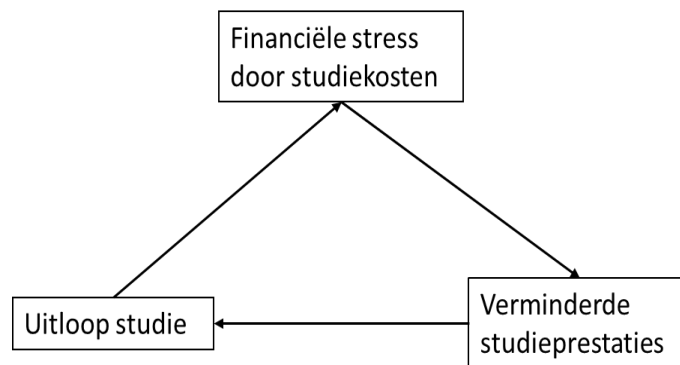 Financiële stress
door studiekosten
Uitloop studie
Verminderde
studieprestaties